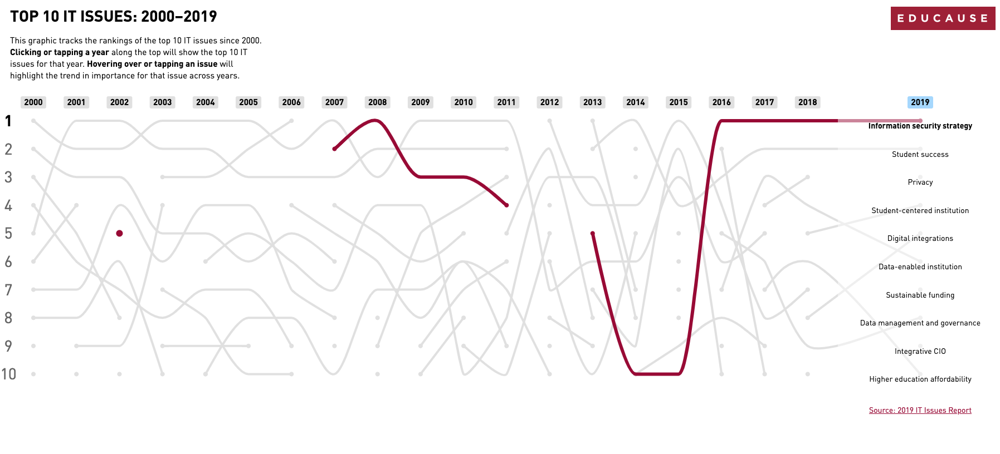 TOP 10 IT ISSUES: 2000–2019
EDUCAUSE
This graphic tracks the rankings of the top 10 IT issues since 2000.
Clicking or tapping a year along the top will show the top 10 IT
issues for that year. Hovering over or tapping an issue will
highlight the trend in importance for that issue across years.
2000 2001 2002 2003 2004 2005 2006 2007 2008 2009 2010 2011 2012 2013 2014 2015 2016 2017 2018 2019
1
Information security strategy
2
Student success
3
Privacy
4
Student-centered institution
5
Digital integrations
6
Data-enabled institution
7
Sustainable funding
8
Data management and governance
9
Integrative CIO
10
Higher education affordability
Source: 2019 IT Issues Report